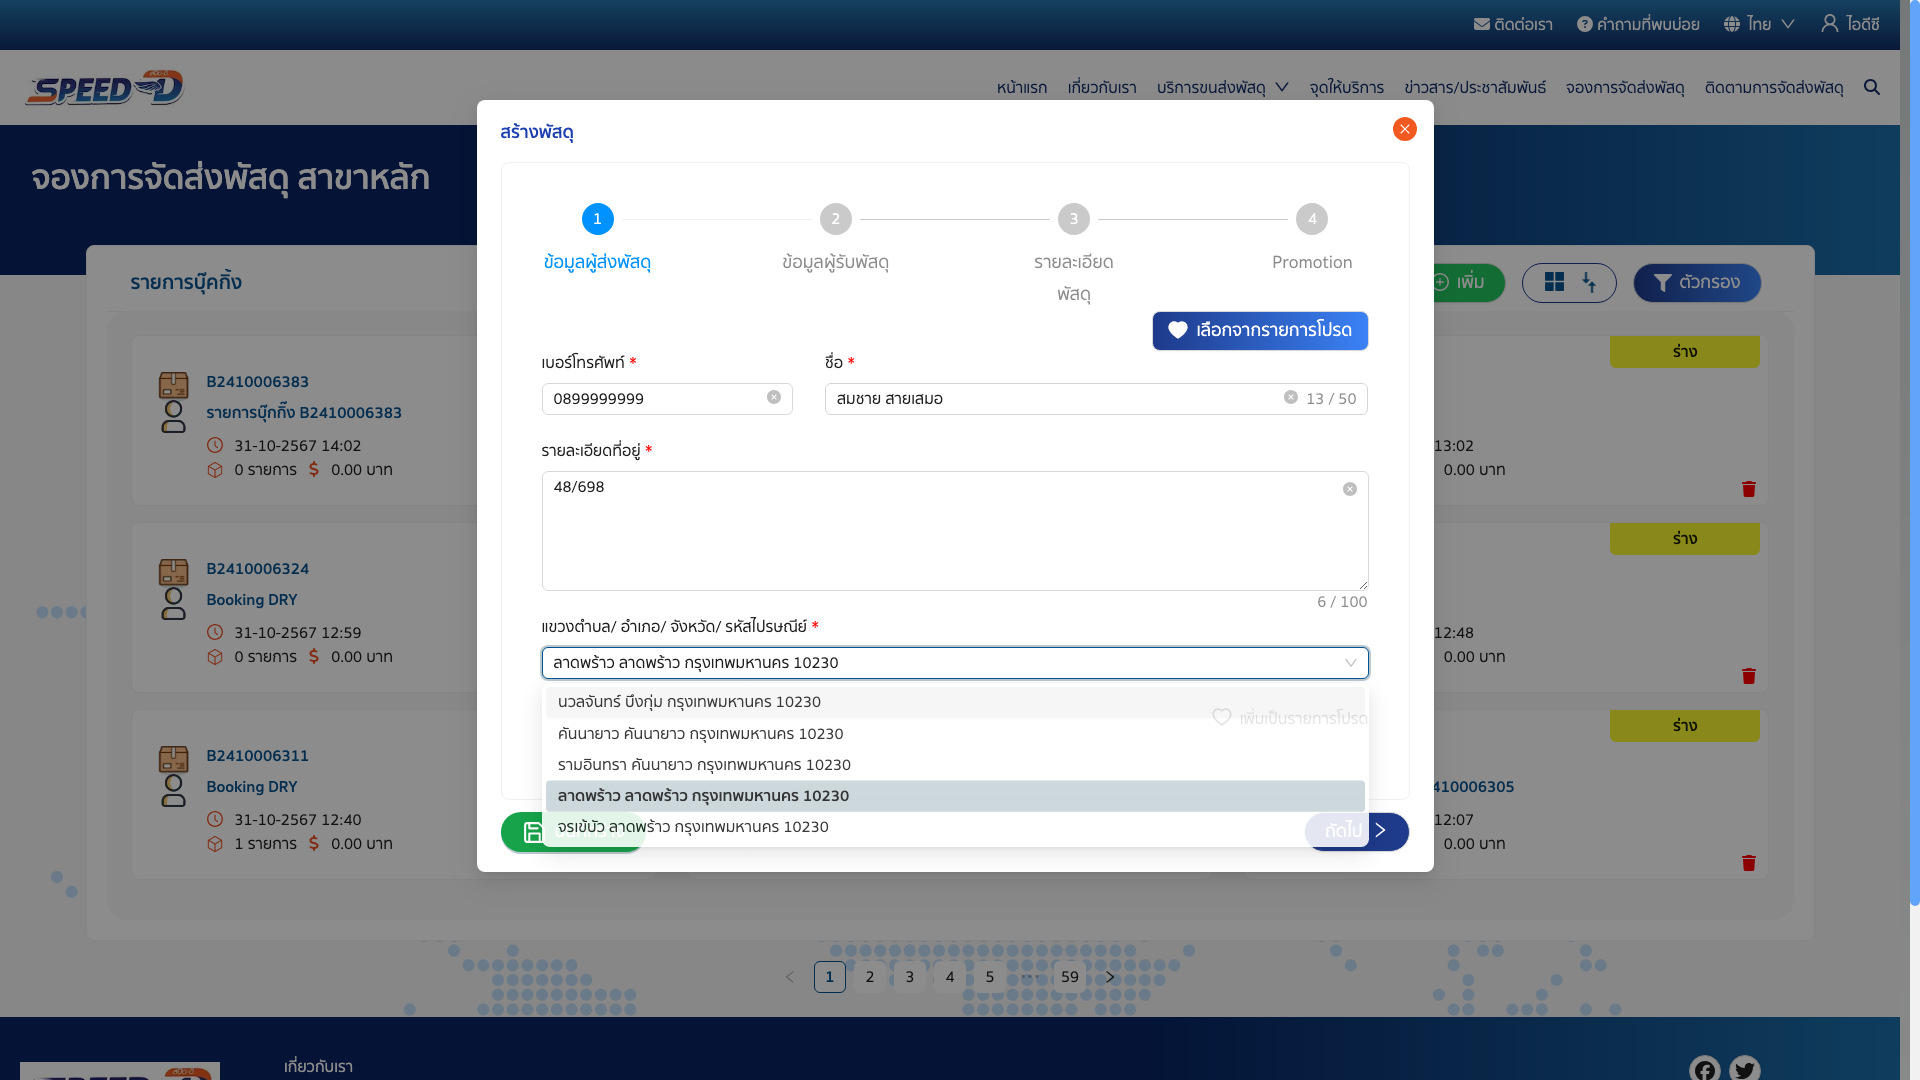 ติดต่อเรา คำถามที่พบบ่อย ไทย ไอดีซี
SPEED-D
หน้าแรก เกี่ยวกับเรา บริการขนส่งพัสดุ จุดให้บริการ ข่าวสาร/ประชาสัมพันธ์ จองการจัดส่งพัสดุ ติดตามการจัดส่งพัสดุ
จองการจัดส่งพัสดุ สาขาหลัก
รายการบุ๊คกิ้ง
เพิ่ม
ตัวกรอง
สร้างพัสดุ
1 2 3 4
ข้อมูลผู้ส่งพัสดุ ข้อมูลผู้รับพัสดุ รายละเอียด Promotion
พัสดุ
เลือกจากรายการโปรด
เบอร์โทรศัพท์ * ชื่อ *
0899999999 สมชาย สายเสมอ 13 / 50
รายละเอียดที่อยู่ *
48/698
6 / 100
แขวงตำบล/ อำเภอ/ จังหวัด/ รหัสไปรษณีย์ *
ลาดพร้าว ลาดพร้าว กรุงเทพมหานคร 10230
นวลจันทร์ บึงกุ่ม กรุงเทพมหานคร 10230
เพิ่มเป็นรายการโปรด
คันนายาว คันนายาว กรุงเทพมหานคร 10230
รามอินทรา คันนายาว กรุงเทพมหานคร 10230
ลาดพร้าว ลาดพร้าว กรุงเทพมหานคร 10230
จรเข้บัว ลาดพร้าว กรุงเทพมหานคร 10230
ถัดไป
B2410006383
รายการบุ๊กกิ้ง B2410006383
31-10-2567 14:02
0 รายการ 0.00 บาท
ร่าง
13:02
0.00 บาท
B2410006324
Booking DRY
31-10-2567 12:59
0 รายการ 0.00 บาท
ร่าง
12:48
0.00 บาท
B2410006311
Booking DRY
31-10-2567 12:40
1 รายการ 0.00 บาท
ร่าง
410006305
12:07
0.00 บาท
1 2 3 4 5 ••• 59
เกี่ยวกับเรา
SPEED-D